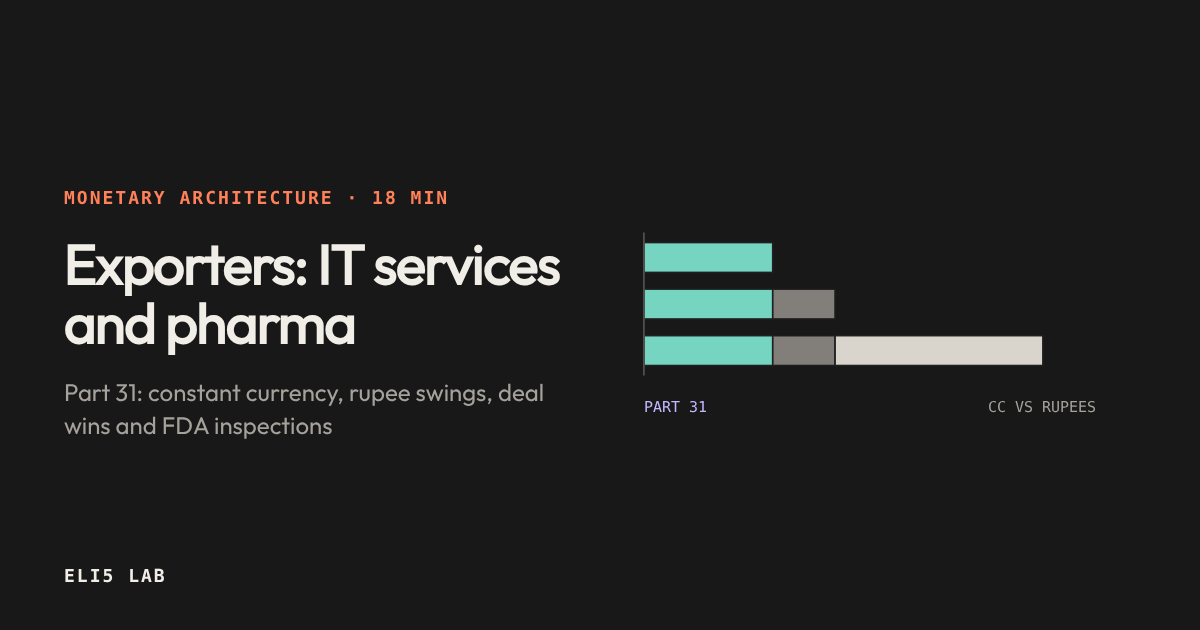 MONETARY ARCHITECTURE · 18 MIN
Exporters: IT services
and pharma
Part 31: constant currency, rupee swings, deal
wins and FDA inspections
PART 31
CC VS RUPEES
ELI5 LAB